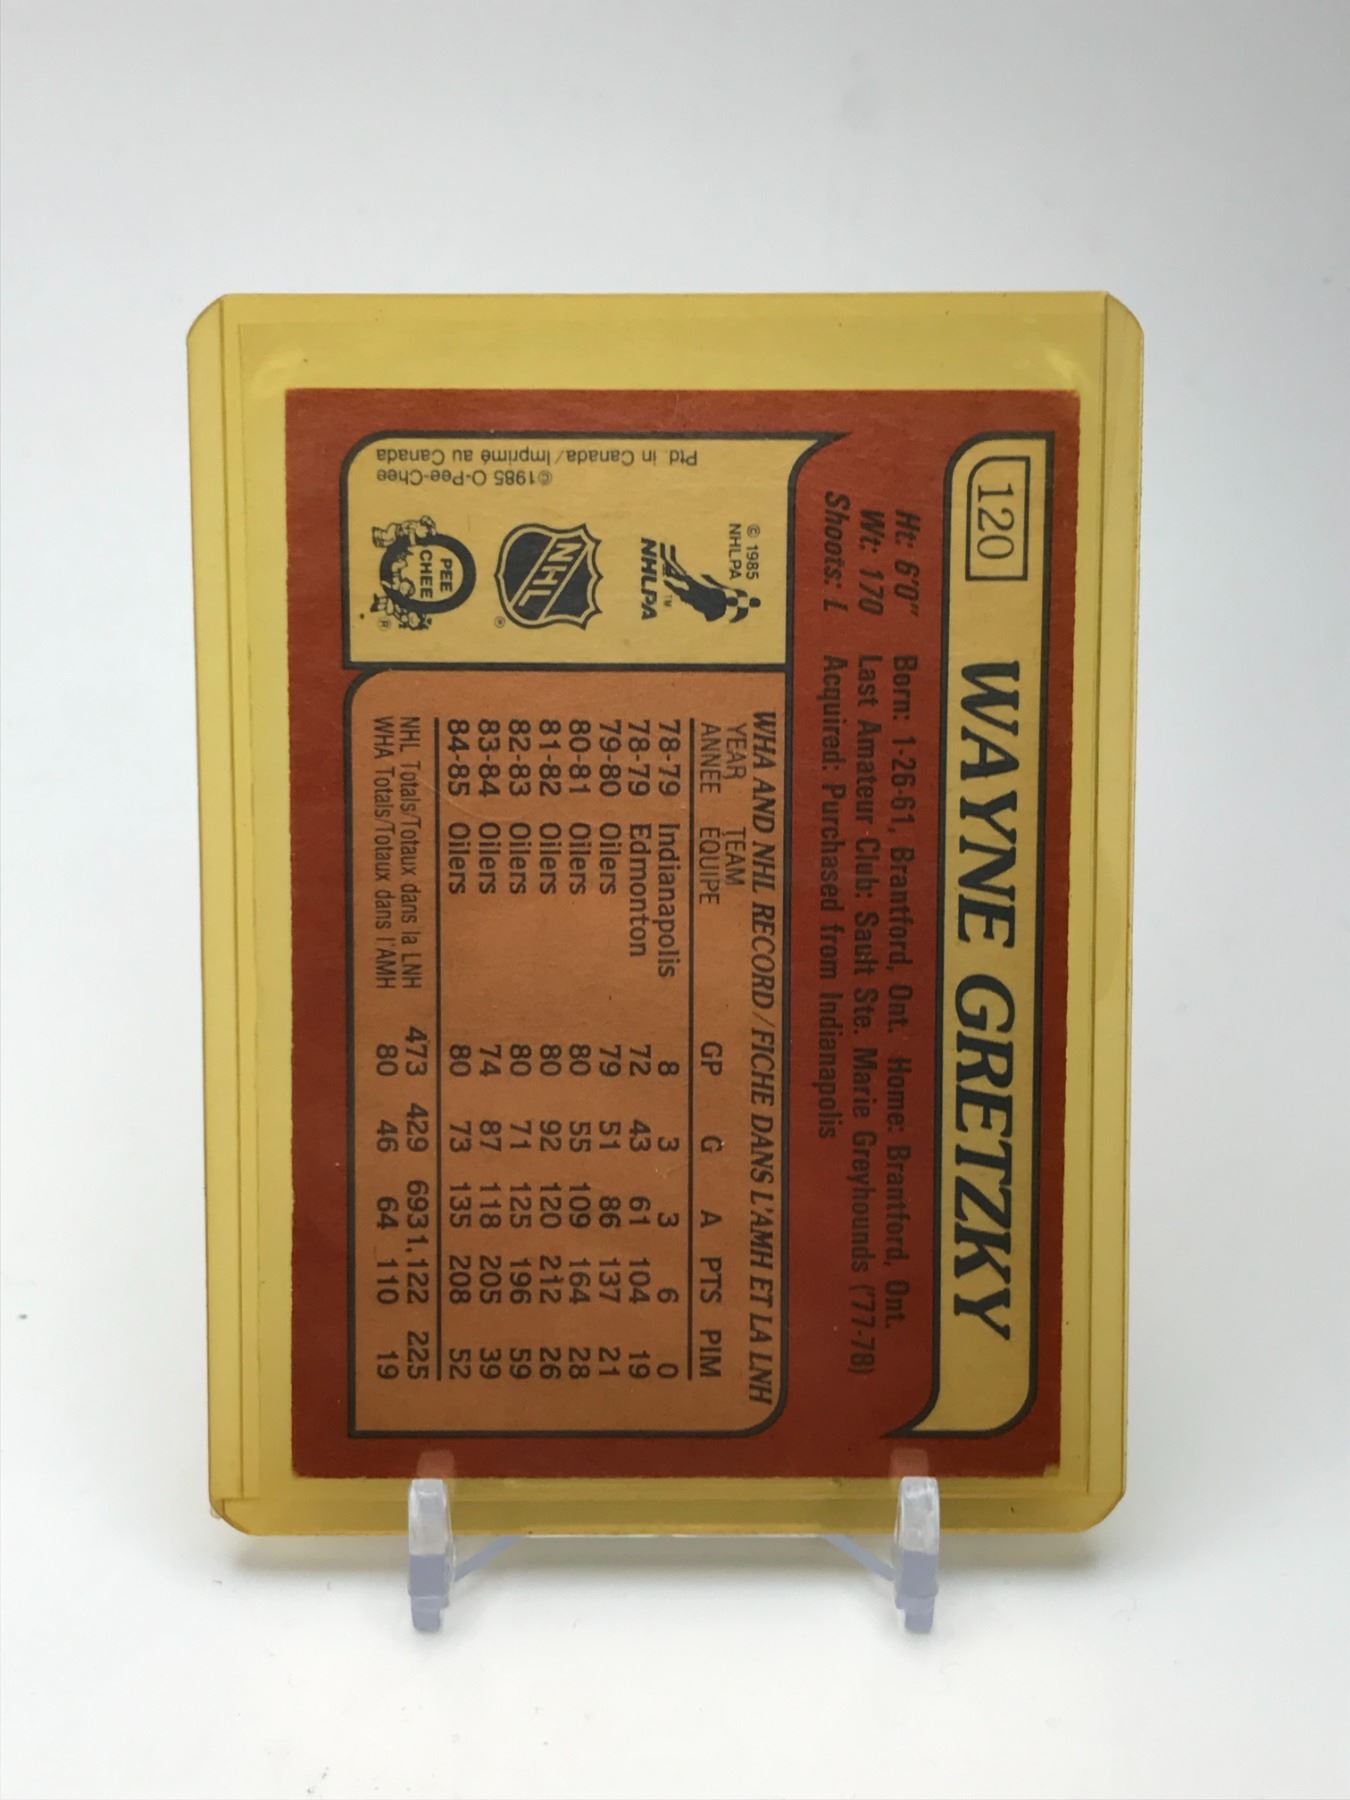 120
WAYNE GRETZKY
Ht: 6'0" Born: 1-26-61, Brantford, Ont. Home: Brantford, Ont.
Wt: 170 Last Amateur Club: Sault Ste. Marie Greyhounds ('77-78)
Shoots: L Acquired: Purchased from Indianapolis
© 1985
NHLPA
NHLPA
TM
NHL
®
PEE
CHEE
®
©1985 O-Pee-Chee
Ptd. in Canada/Imprimé au Canada
WHA AND NHL RECORD/FICHE DANS L'AMH ET LA LNH
YEAR TEAM
ANNÉE ÉQUIPE GP G A PTS PIM
78-79 Indianapolis 8 3 3 6 0
78-79 Edmonton 72 43 61 104 19
79-80 Oilers 79 51 86 137 21
80-81 Oilers 80 55 109 164 28
81-82 Oilers 80 92 120 212 26
82-83 Oilers 80 71 125 196 59
83-84 Oilers 74 87 118 205 39
84-85 Oilers 80 73 135 208 52
NHL Totals/Totaux dans la LNH 473 429 693 1,122 225
WHA Totals/Totaux dans l'AMH 80 46 64 110 19